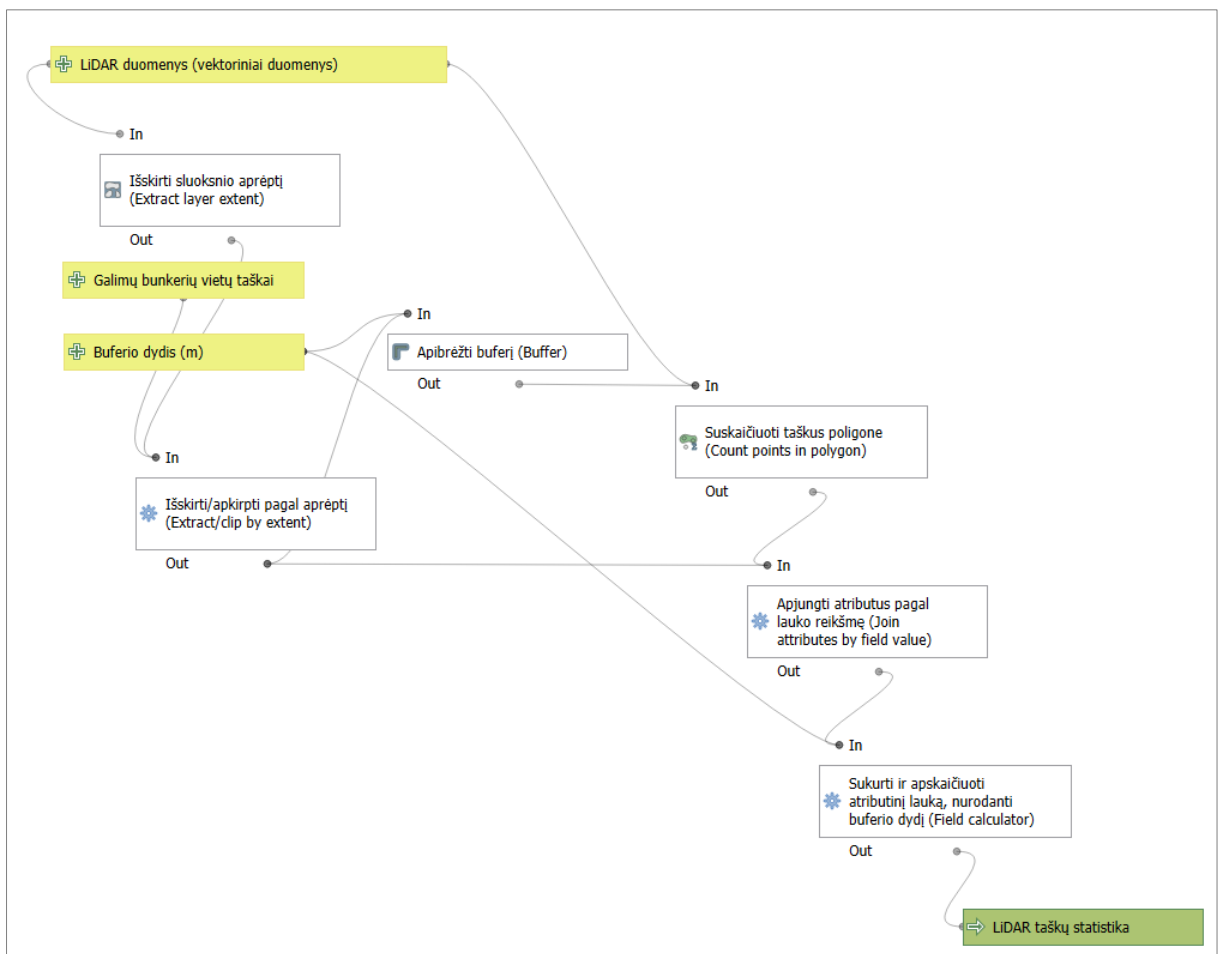 LiDAR duomenys (vektoriniai duomenys)
In
Išskirti sluoksnio aprėptį
(Extract layer extent)
Out
Galimų bunkerių vietų taškai
Buferio dydis (m)
In
Apibrėžti buferį (Buffer)
Out
In
Suskaičiuoti taškus poligone
(Count points in polygon)
Out
In
Išskirti/apkirpti pagal aprėptį
(Extract/clip by extent)
Out
In
Apjungti atributus pagal
lauko reikšmę (Join
attributes by field value)
Out
In
Sukurti ir apskaičiuoti
atributinį lauką, nurodanti
buferio dydį (Field calculator)
Out
LiDAR taškų statistika